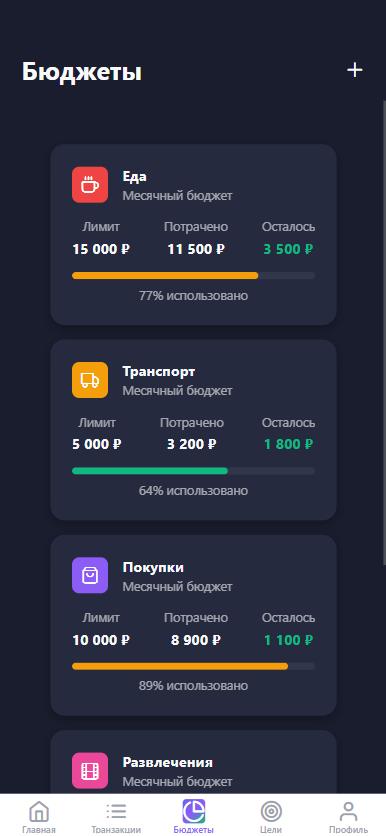 Бюджеты
Еда
Месячный бюджет
Лимит Потрачено Осталось
15 000 ₽ 11 500 ₽ 3 500 ₽
77% использовано
Транспорт
Месячный бюджет
Лимит Потрачено Осталось
5 000 ₽ 3 200 ₽ 1 800 ₽
64% использовано
Покупки
Месячный бюджет
Лимит Потрачено Осталось
10 000 ₽ 8 900 ₽ 1 100 ₽
89% использовано
Развлечения
Месячный бюджет
Главная Транзакции Бюджеты Цели Профиль